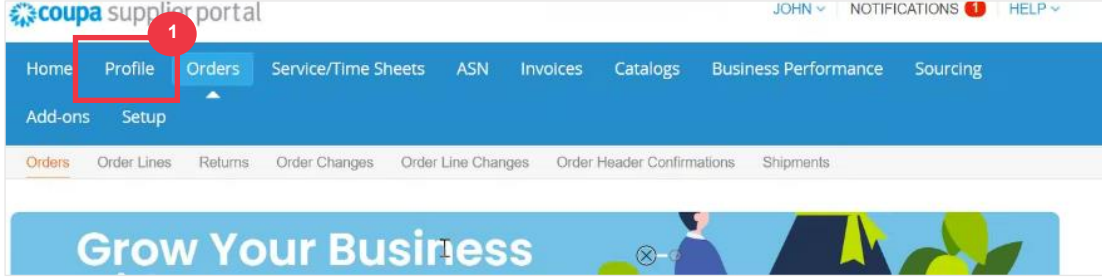 coupa supplier portal
JOHN NOTIFICATIONS 1 HELP
1
Home Profile Orders Service/Time Sheets ASN Invoices Catalogs Business Performance Sourcing
Add-ons Setup
Orders Order Lines Returns Order Changes Order Line Changes Order Header Confirmations Shipments
Grow Your Business